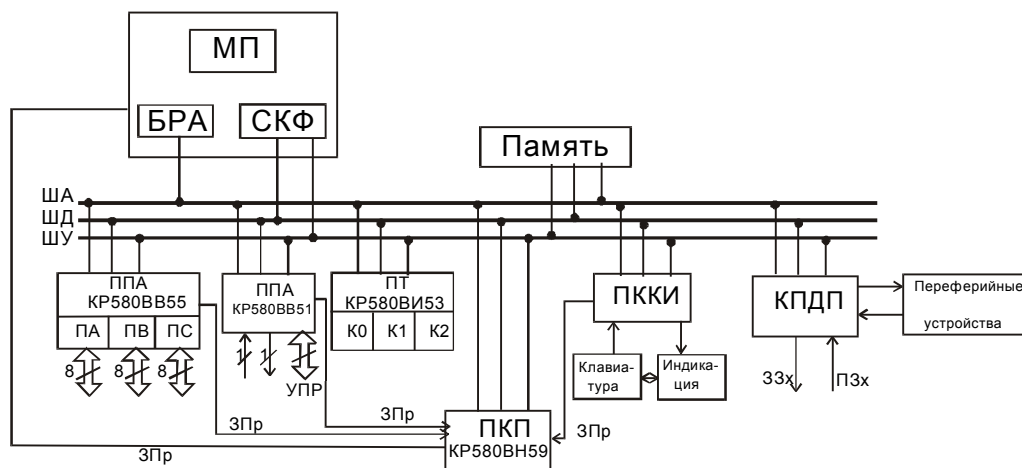 МП
БРА
СКФ
Память
ША
ШД
ШУ
ППА
КР580ВВ55
ПА
ПВ
ПС
8
8
8
ППА
КР580ВВ51
1
1
УПР
ПТ
КР580ВИ53
К0
К1
К2
ПККИ
Клавиа-
тура
Индика-
ция
КПДП
Переферийные
устройства
ЗЗх
ПЗх
ЗПр
ЗПр
ЗПр
ЗПр
ПКП
КР580ВН59